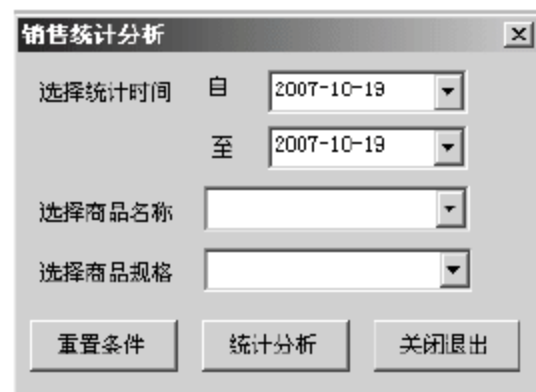 销售统计分析
选择统计时间 自 2007-10-19
至 2007-10-19
选择商品名称
选择商品规格
重置条件 统计分析 关闭退出